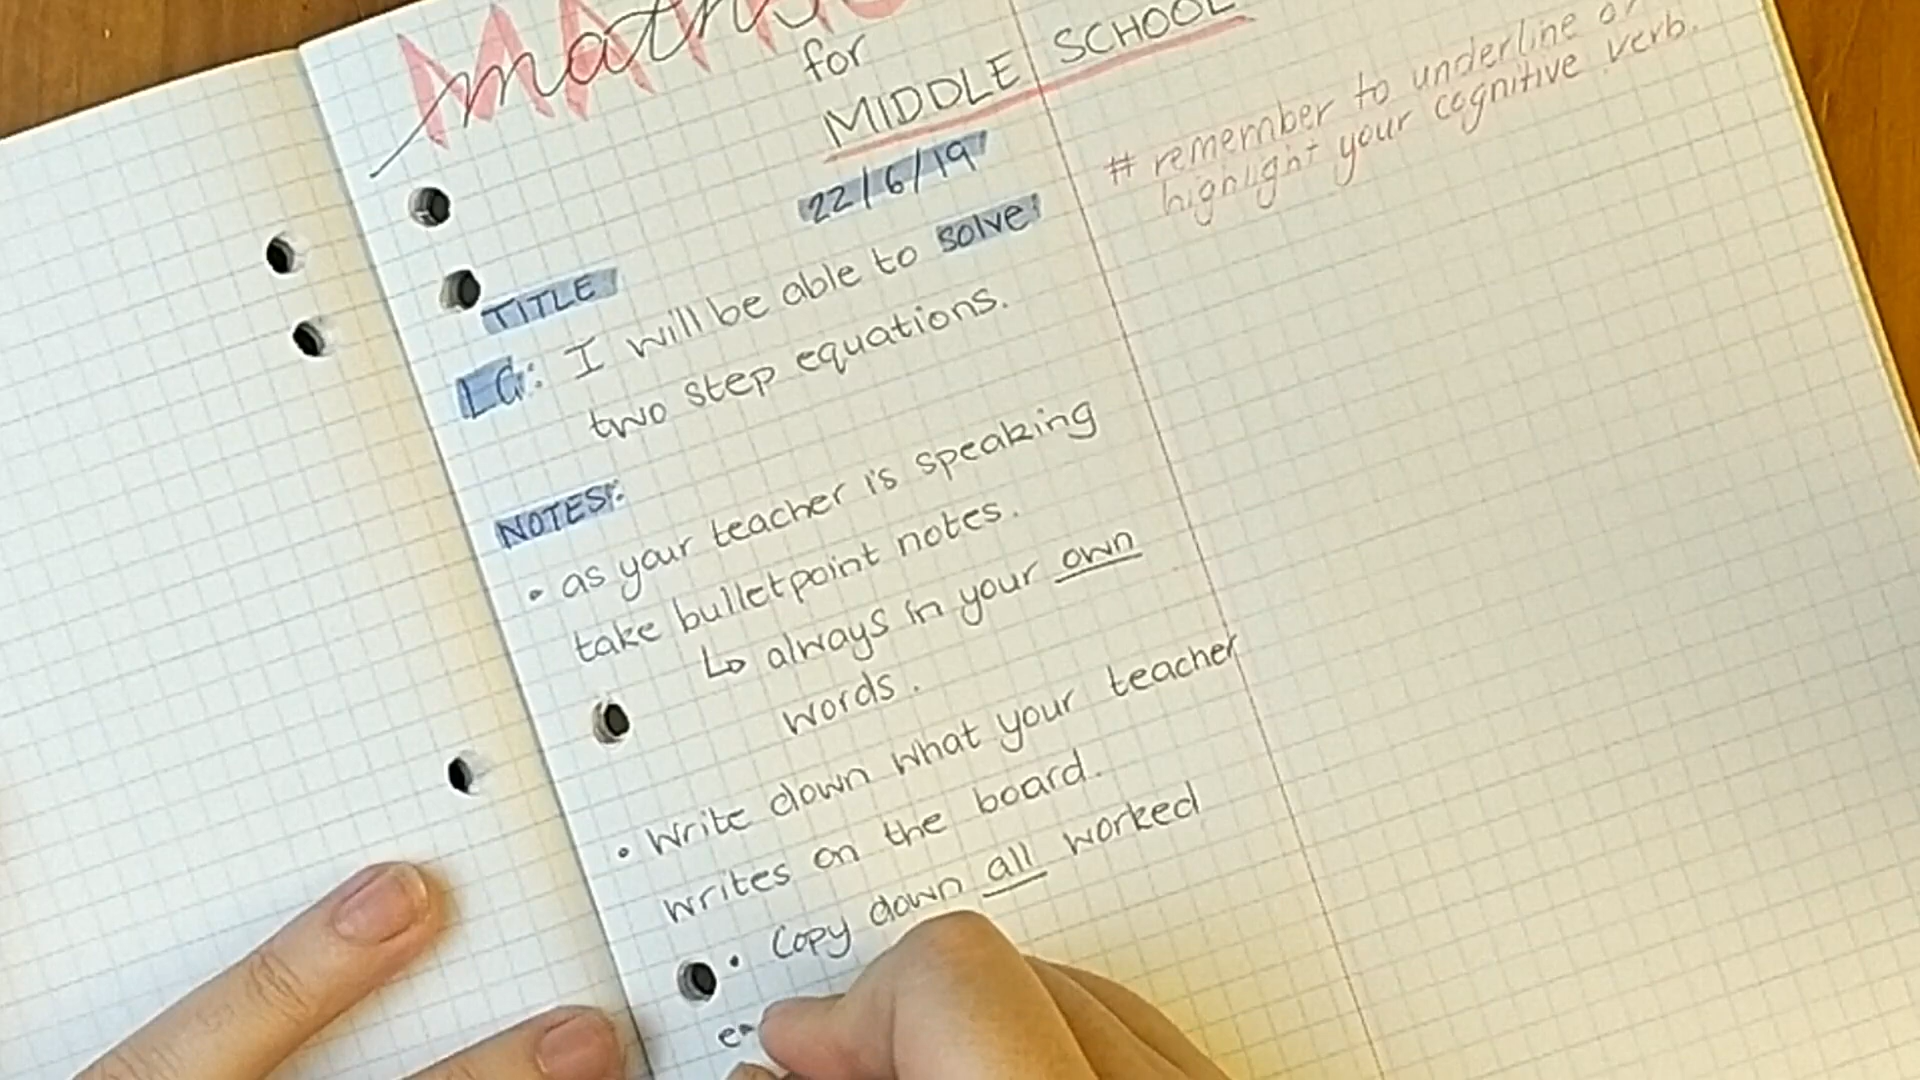 maths
for
MIDDLE SCHOOL
22/6/19
TITLE
LG: I will be able to solve
two step equations.
NOTES:
• as your teacher is speaking
take bulletpoint notes.
↳ always in your own
words.
• Write down what your teacher
writes on the board.
• Copy down all worked
# remember to underline or
highlight your cognitive verb.